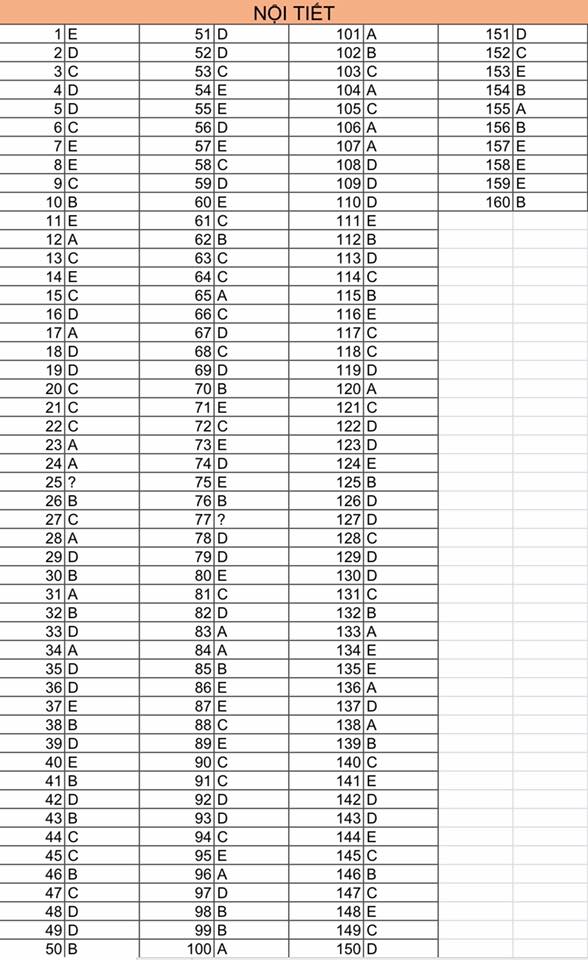 NỘI TIẾT
1 E 51 D 101 A 151 D
2 D 52 D 102 B 152 C
3 C 53 C 103 C 153 E
4 D 54 E 104 A 154 B
5 D 55 E 105 C 155 A
6 C 56 D 106 A 156 B
7 E 57 E 107 A 157 E
8 E 58 C 108 D 158 E
9 C 59 D 109 D 159 E
10 B 60 E 110 D 160 B
11 E 61 C 111 E
12 A 62 B 112 B
13 C 63 C 113 D
14 E 64 C 114 C
15 C 65 A 115 B
16 D 66 C 116 E
17 A 67 D 117 C
18 D 68 C 118 C
19 D 69 D 119 D
20 C 70 B 120 A
21 C 71 E 121 C
22 C 72 C 122 D
23 A 73 E 123 D
24 A 74 D 124 E
25 ? 75 E 125 B
26 B 76 B 126 D
27 C 77 ? 127 D
28 A 78 D 128 C
29 D 79 D 129 D
30 B 80 E 130 D
31 A 81 C 131 C
32 B 82 D 132 B
33 D 83 A 133 A
34 A 84 A 134 E
35 D 85 B 135 E
36 D 86 E 136 A
37 E 87 E 137 D
38 B 88 C 138 A
39 D 89 E 139 B
40 E 90 C 140 C
41 B 91 C 141 E
42 D 92 D 142 D
43 B 93 D 143 D
44 C 94 C 144 E
45 C 95 E 145 C
46 B 96 A 146 B
47 C 97 D 147 C
48 D 98 B 148 E
49 D 99 B 149 C
50 B 100 A 150 D